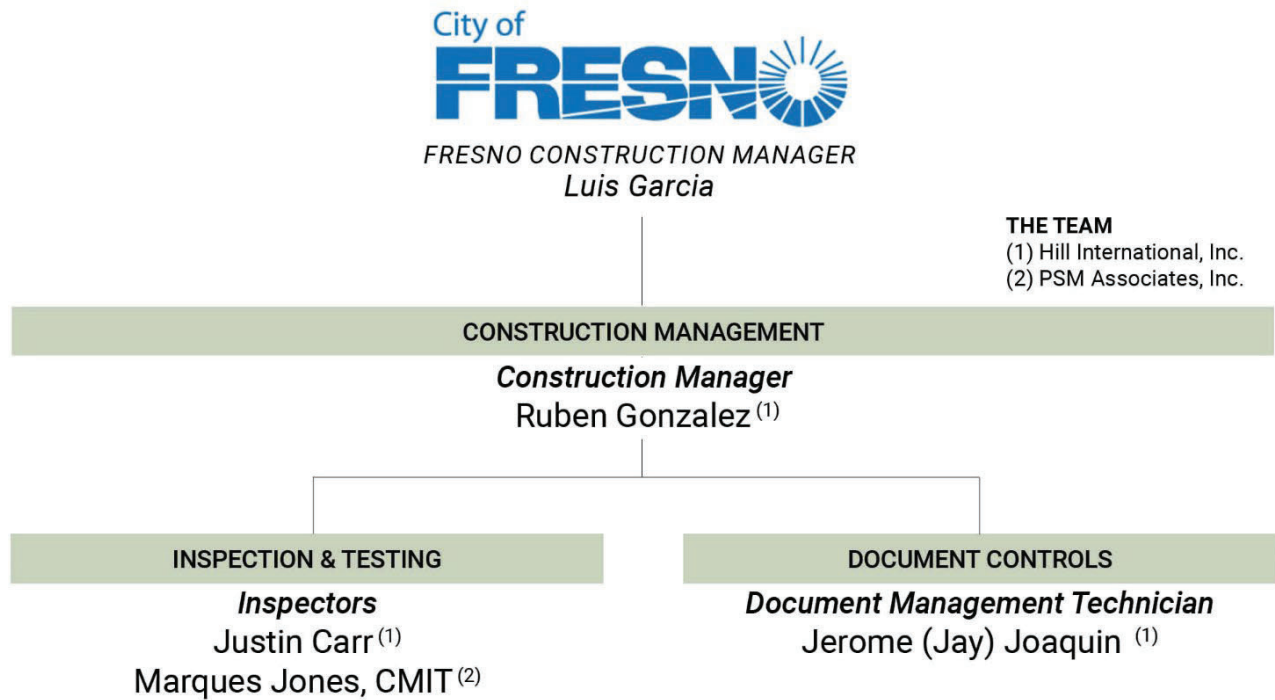 City of
FRESNO
FRESNO CONSTRUCTION MANAGER
Luis Garcia
THE TEAM
(1) Hill International, Inc.
(2) PSM Associates, Inc.
CONSTRUCTION MANAGEMENT
Construction Manager
Ruben Gonzalez (1)
INSPECTION & TESTING
Inspectors
Justin Carr (1)
Marques Jones, CMIT (2)
DOCUMENT CONTROLS
Document Management Technician
Jerome (Jay) Joaquin (1)